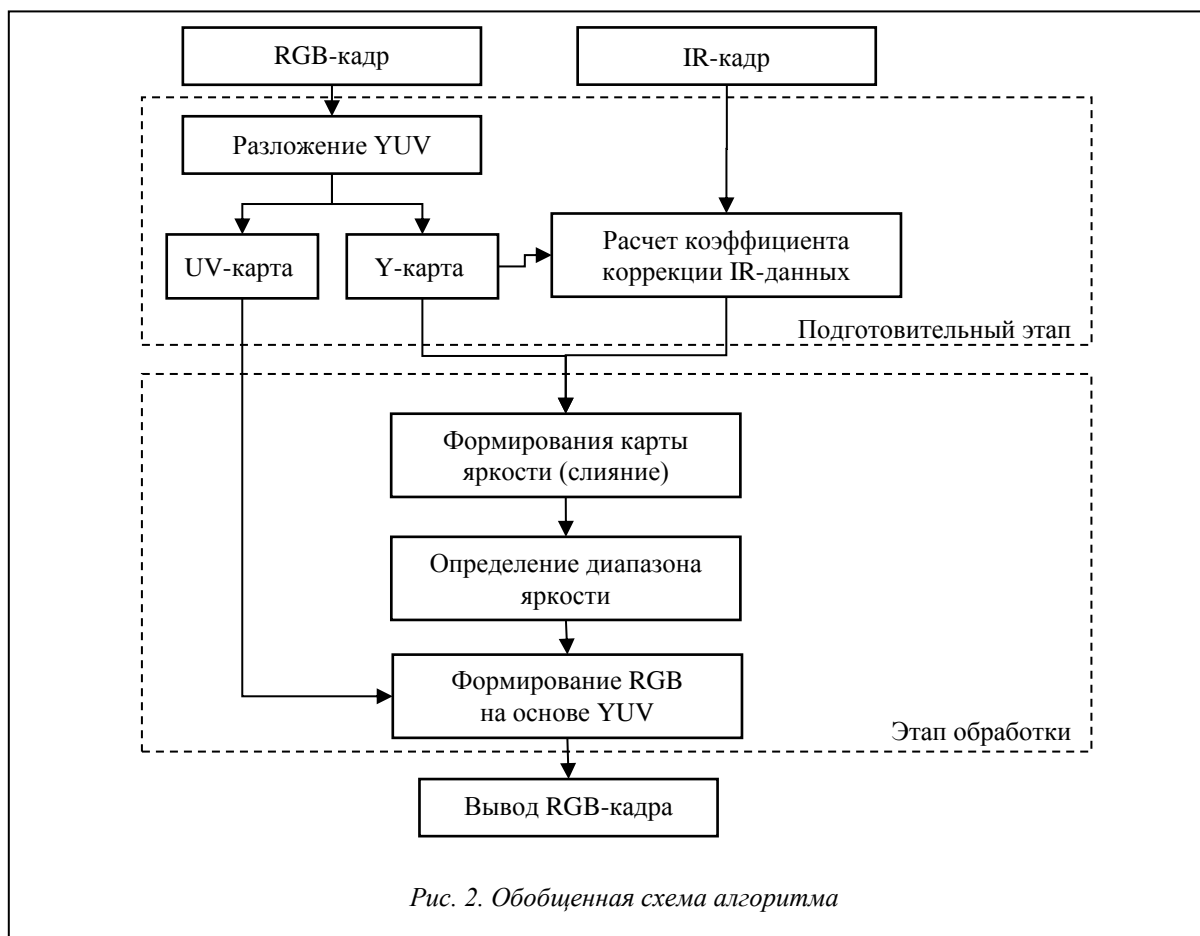 RGB-кадр
IR-кадр
Разложение YUV
UV-карта
Y-карта
Расчет коэффициента
коррекции IR-данных
Подготовительный этап
Формирования карты
яркости (слияние)
Определение диапазона
яркости
Формирование RGB
на основе YUV
Этап обработки
Вывод RGB-кадра
Рис. 2. Обобщенная схема алгоритма